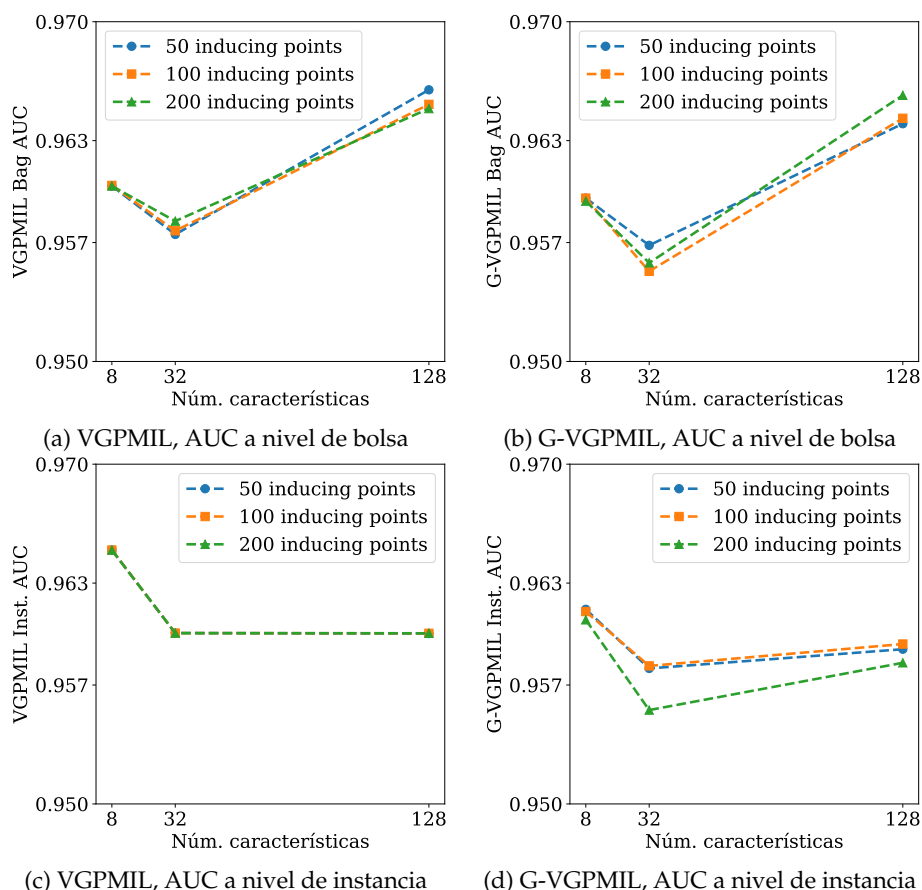 0.970
0.963
0.957
0.950
VGPMIL Bag AUC
50 inducing points
100 inducing points
200 inducing points
8
32
128
Núm. característícas
(a) VGPMIL, AUC a nivel de bolsa
0.970
0.963
0.957
0.950
G-VGPMIL Bag AUC
50 inducing points
100 inducing points
200 inducing points
8
32
128
Núm. característícas
(b) G-VGPMIL, AUC a nivel de bolsa
0.970
0.963
0.957
0.950
VGPMIL Inst. AUC
50 inducing points
100 inducing points
200 inducing points
8
32
128
Núm. característícas
(c) VGPMIL, AUC a nivel de instancia
0.970
0.963
0.957
0.950
G-VGPMIL Inst. AUC
50 inducing points
100 inducing points
200 inducing points
8
32
128
Núm. característícas
(d) G-VGPMIL, AUC a nivel de instancia